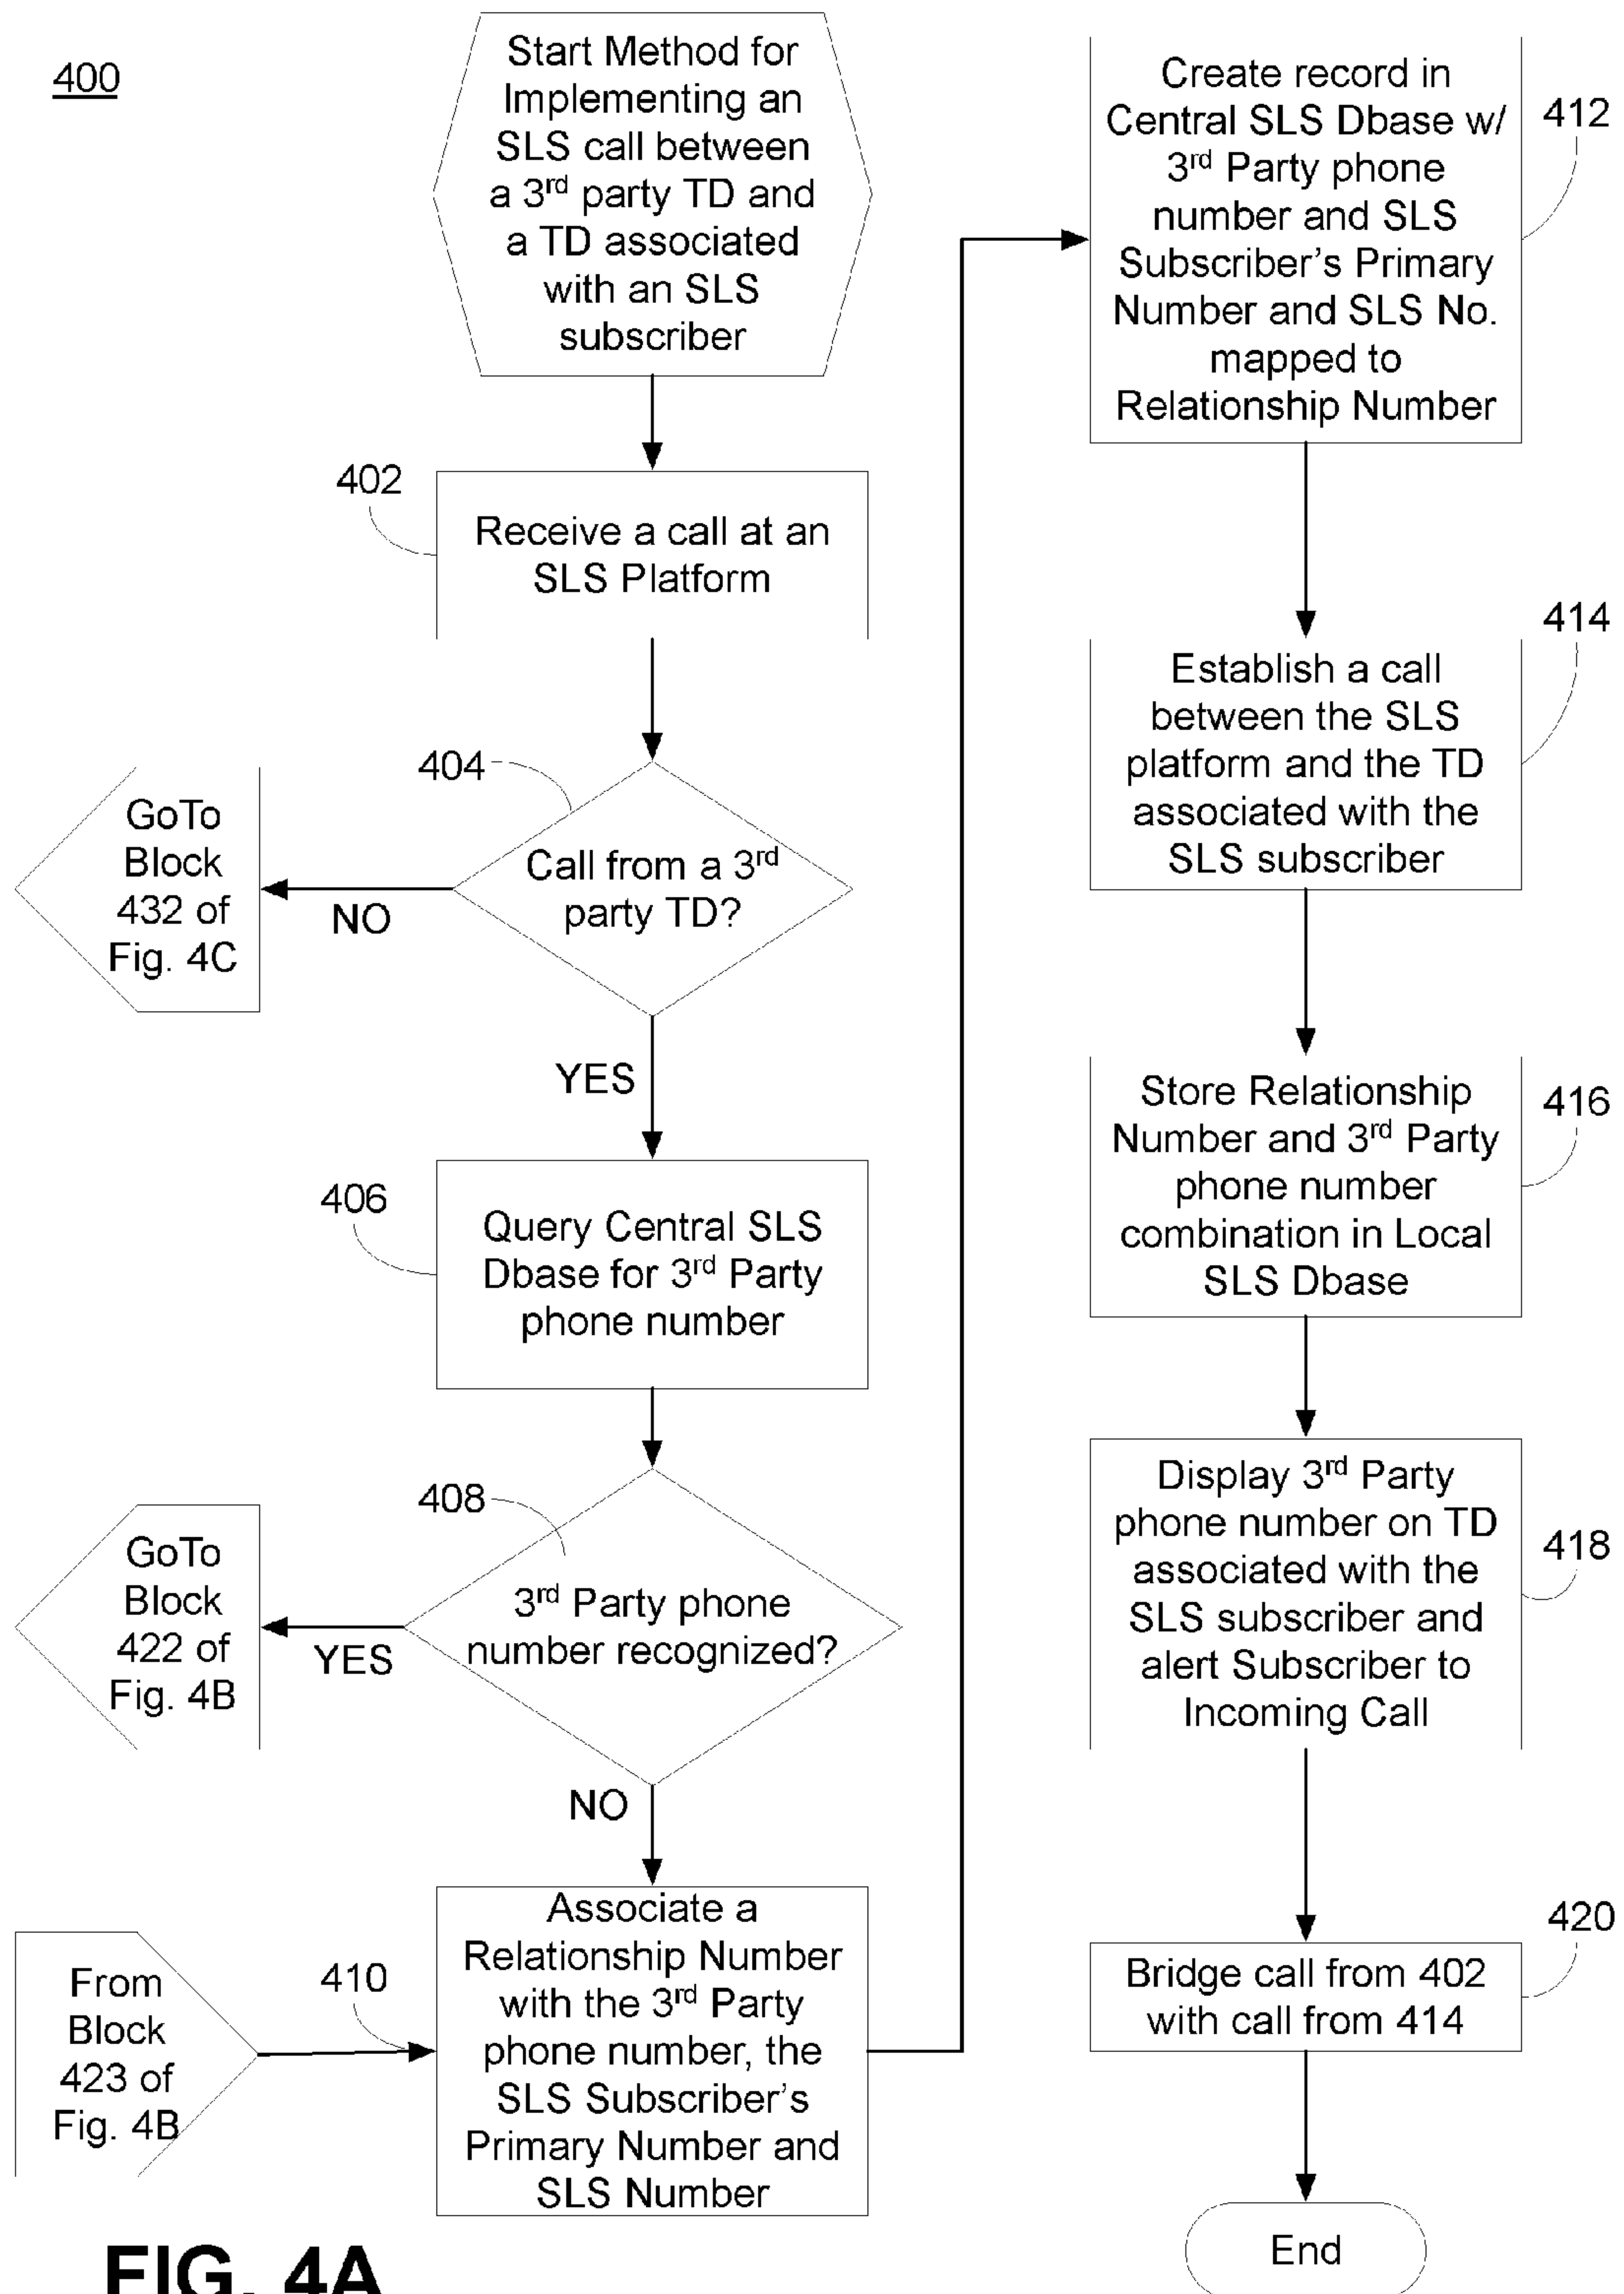 400
Start Method for
Implementing an
SLS call between
a 3rd party TD and
a TD associated
with an SLS
subscriber
402
Receive a call at an
SLS Platform
404
Call from a 3rd
party TD?
NO
GoTo
Block
432 of
Fig. 4C
YES
406
Query Central SLS
Dbase for 3rd Party
phone number
408
3rd Party phone
number recognized?
YES
GoTo
Block
422 of
Fig. 4B
NO
From
Block
423 of
Fig. 4B
410
Associate a
Relationship Number
with the 3rd Party
phone number, the
SLS Subscriber's
Primary Number and
SLS Number
Create record in
Central SLS Dbase w/
3rd Party phone
number and SLS
Subscriber's Primary
Number and SLS No.
mapped to
Relationship Number
412
Establish a call
between the SLS
platform and the TD
associated with the
SLS subscriber
414
Store Relationship
Number and 3rd Party
phone number
combination in Local
SLS Dbase
416
Display 3rd Party
phone number on TD
associated with the
SLS subscriber and
alert Subscriber to
Incoming Call
418
Bridge call from 402
with call from 414
420
End
FIG. 4A